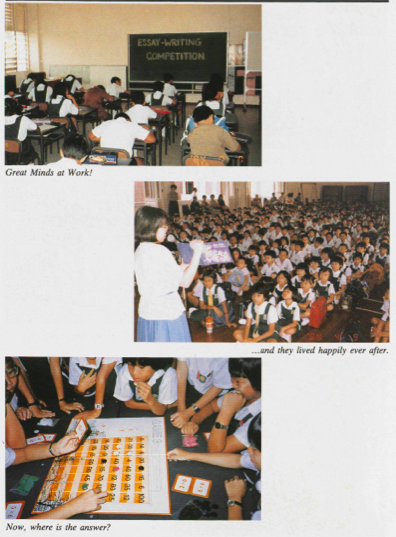 ESSAY-WRITING
COMPETITION
Great Minds at Work!
...and they lived happily ever after.
Now, where is the answer?